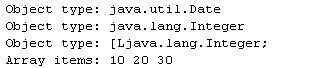 Object type: java.util.Date
Object type: java.lang.Integer
Object type: [Ljava.lang.Integer;
Array items: 10 20 30